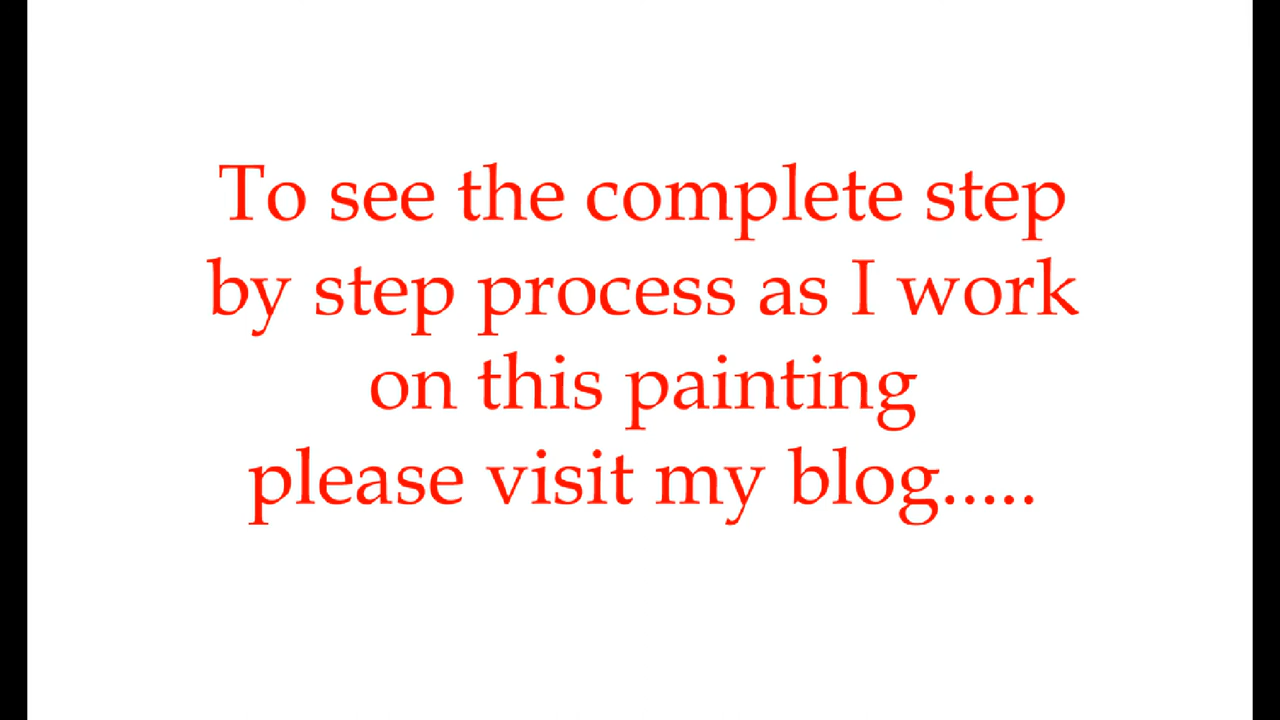 To see the complete step
by step process as I work
on this painting
please visit my blog.....